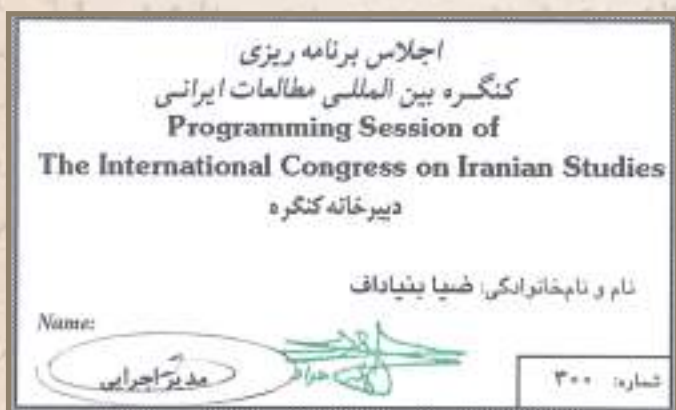 اجلاس برنامه ریزی
کنگره بین المللی مطالعات ایرانی
Programming Session of
The International Congress on Iranian Studies
دبیرخانه کنگره
نام و نام‌خانوادگی: ضیا بنیاداف
Name:
مدیر اجرایی
شماره: ۳۰۰